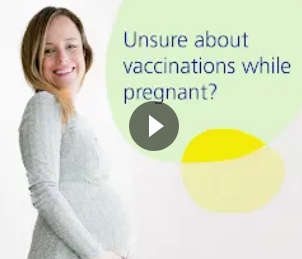 Unsure about
vaccinations while
pregnant?